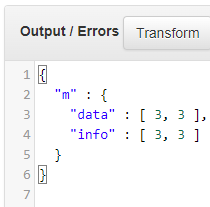 Output / Errors Transform
1 {
2 "m" : {
3 "data" : [ 3, 3 ],
4 "info" : [ 3, 3 ]
5 }
6 }
7